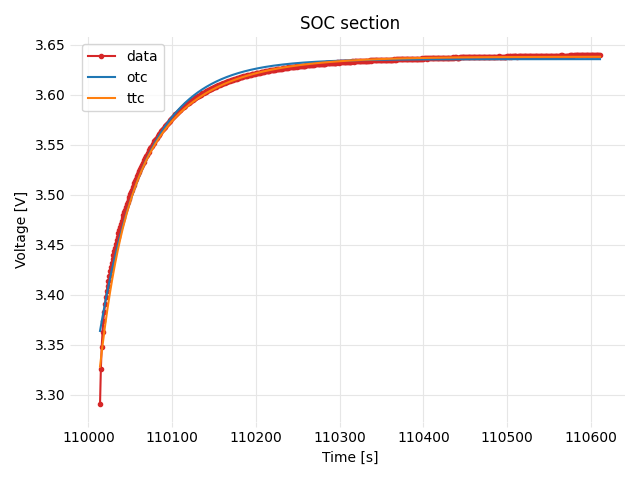 SOC section
data
otc
ttc
Voltage [V]
3.65
3.60
3.55
3.50
3.45
3.40
3.35
3.30
110000 110100 110200 110300 110400 110500 110600
Time [s]